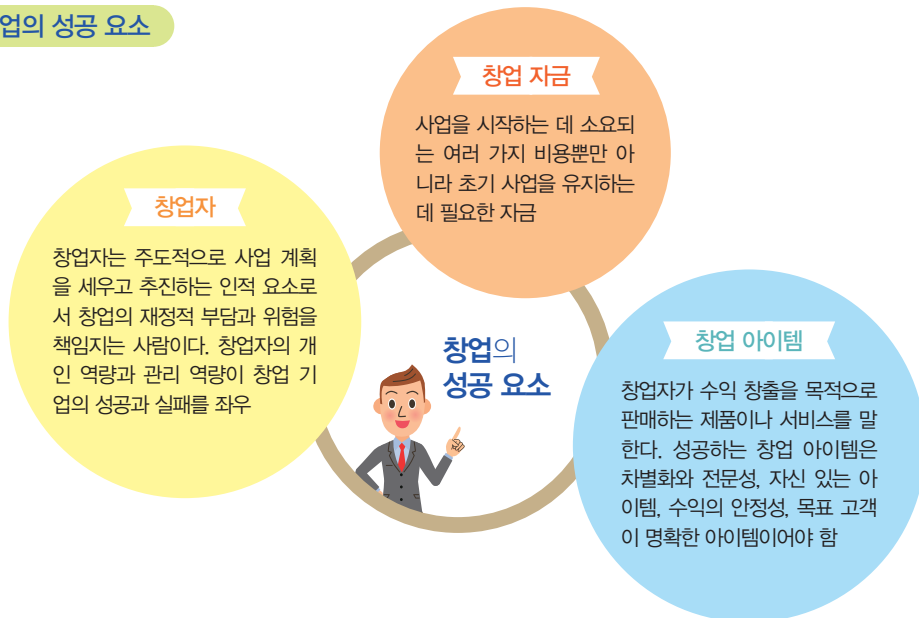 업의 성공 요소
창업 자금
사업을 시작하는 데 소요되
는 여러 가지 비용뿐만 아
니라 초기 사업을 유지하는
데 필요한 자금
창업자
창업자는 주도적으로 사업 계획
을 세우고 추진하는 인적 요소로
서 창업의 재정적 부담과 위험을
책임지는 사람이다. 창업자의 개
인 역량과 관리 역량이 창업 기
업의 성공과 실패를 좌우
창업의
성공 요소
창업 아이템
창업자가 수익 창출을 목적으로
판매하는 제품이나 서비스를 말
한다. 성공하는 창업 아이템은
차별화와 전문성, 자신 있는 아
이템, 수익의 안정성, 목표 고객
이 명확한 아이템이어야 함